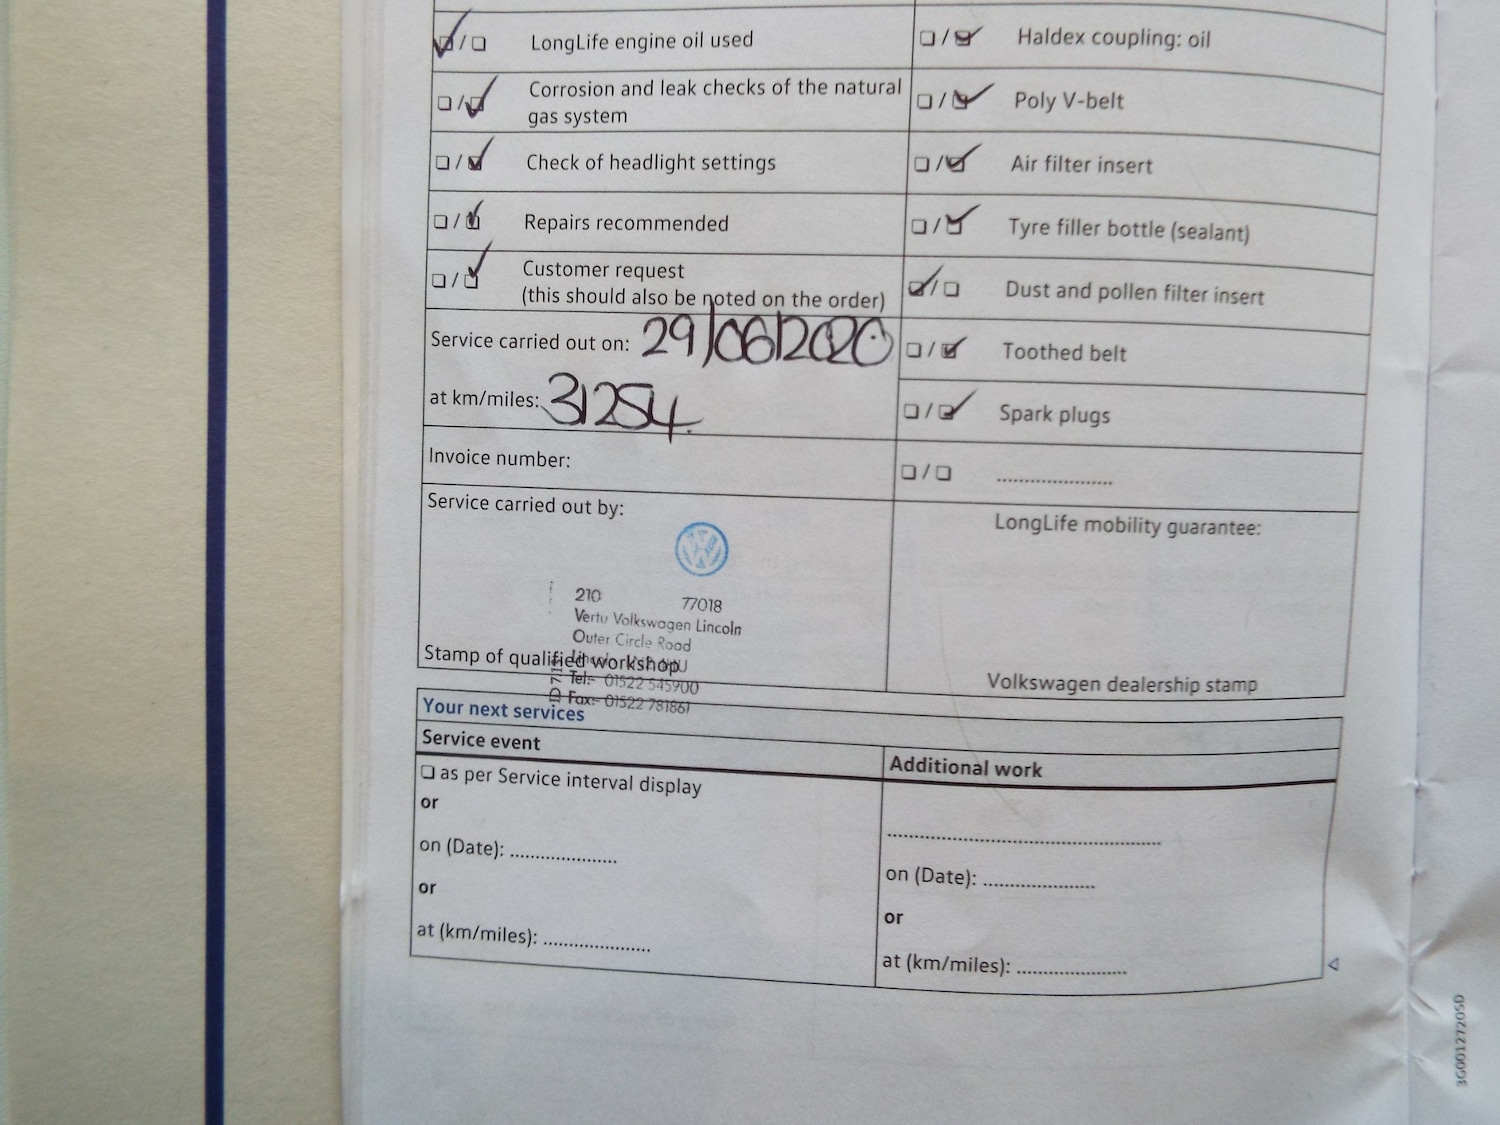 LongLife engine oil used
Corrosion and leak checks of the natural
gas system
Check of headlight settings
Repairs recommended
Customer request
(this should also be noted on the order)
Service carried out on: 29/06/2020
at km/miles: 31254
Invoice number:
Service carried out by:
210 77018
Vertu Volkswagen Lincoln
Outer Circle Road
Stamp of qualified workshop
Tel:- 01522 545900
Fax:- 01522 781861
Haldex coupling: oil
Poly V-belt
Air filter insert
Tyre filler bottle (sealant)
Dust and pollen filter insert
Toothed belt
Spark plugs
LongLife mobility guarantee:
Volkswagen dealership stamp
Your next services
Service event
as per Service interval display
or
on (Date): ....................
or
at (km/miles): ....................
Additional work
on (Date): ....................
or
at (km/miles): ....................
3G0012720SD